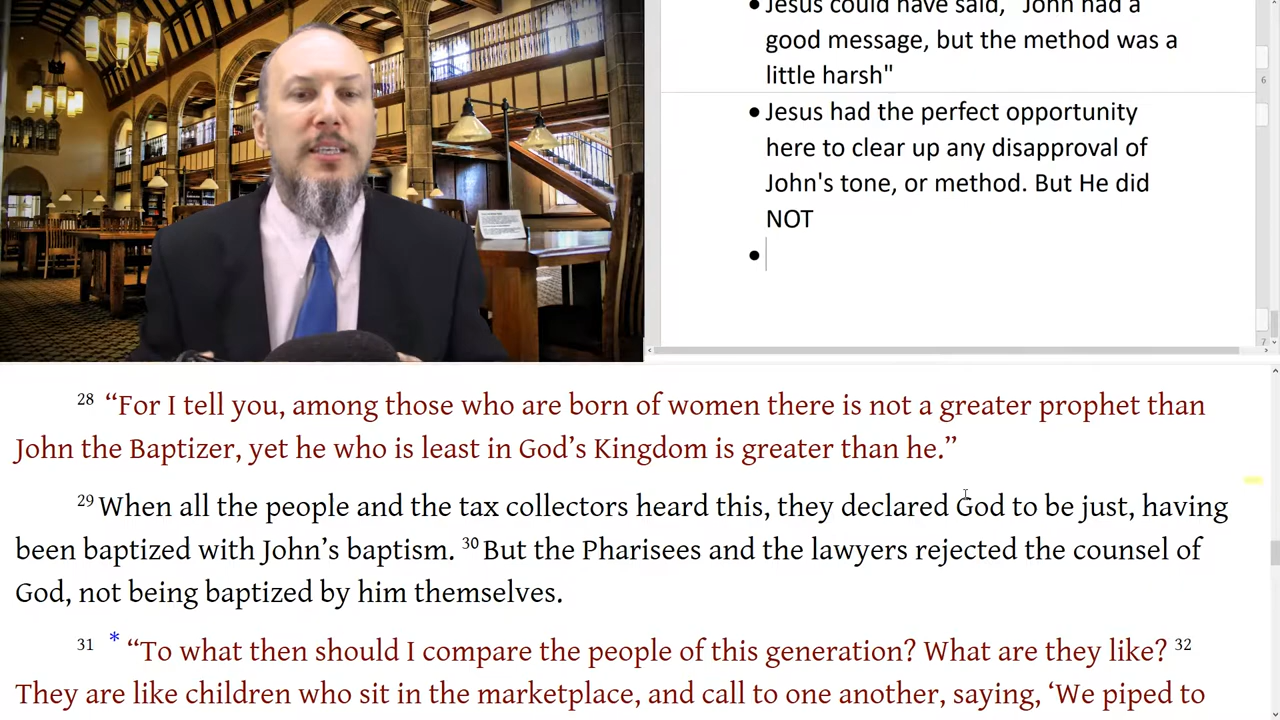 Jesus could have said, "John had a
good message, but the method was a
little harsh"
• Jesus had the perfect opportunity
here to clear up any disapproval of
John's tone, or method. But He did
NOT
•
6
7
28 “For I tell you, among those who are born of women there is not a greater prophet than
John the Baptizer, yet he who is least in God’s Kingdom is greater than he.”
29 When all the people and the tax collectors heard this, they declared God to be just, having
been baptized with John’s baptism. 30 But the Pharisees and the lawyers rejected the counsel of
God, not being baptized by him themselves.
31 * “To what then should I compare the people of this generation? What are they like? 32
They are like children who sit in the marketplace, and call to one another, saying, ‘We piped to